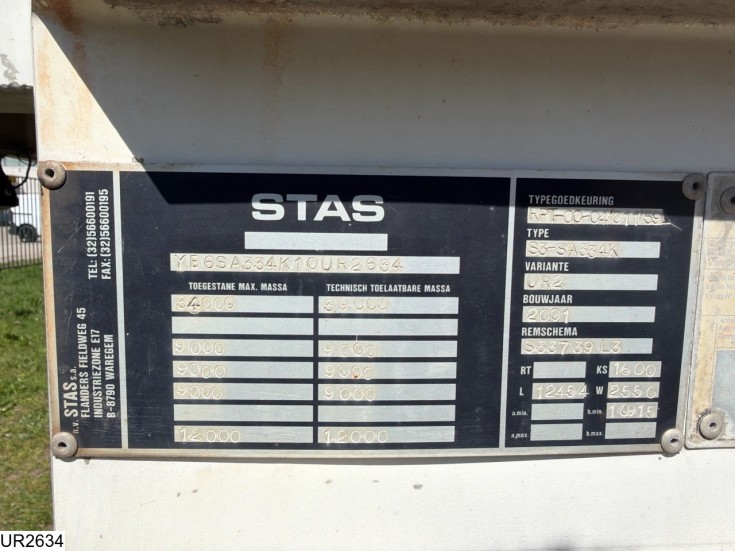 n.v. STAS s.a.
FLANDERS FIELDWEG 45
INDUSTRIEZONE E17
B-8790 WAREGEM
TEL: (32)56600191
FAX: (32)56600195
STAS
YE6SA334K10UR2634
TOEGESTANE MAX. MASSA TECHNISCH TOELAATBARE MASSA
34000
9000 9000
9000 9000
9000 9000
12000 12000
TYPEGOEDKEURING
TYPE
S3-SA334K
VARIANTE
UR2
BOUWJAAR
2001
REMSCHEMA
S33739L3
RT KS 1600
L 12454 W 2550
a.min. b.min. 10915
a.max. b.max.
UR2634